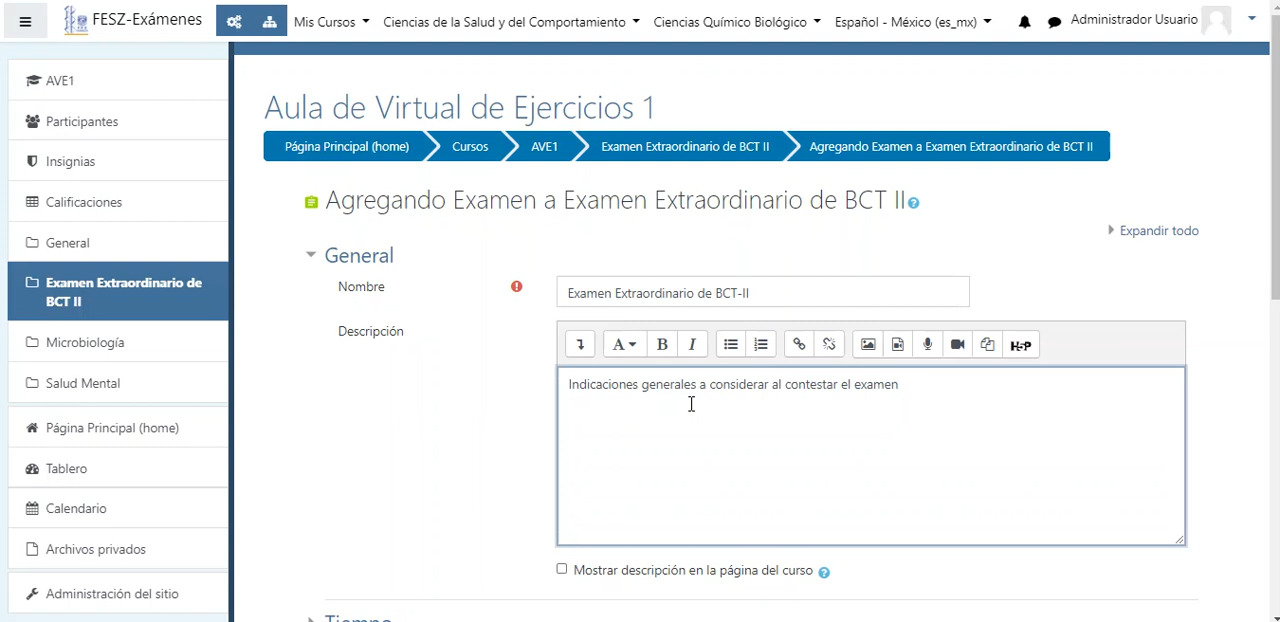 FESZ-Exámenes
Mis Cursos
Ciencias de la Salud y del Comportamiento
Ciencias Químico Biológico
Español - México (es_mx)
Administrador Usuario
AVE1
Participantes
Insignias
Calificaciones
General
Examen Extraordinario de
BCT II
Microbiología
Salud Mental
Página Principal (home)
Tablero
Calendario
Archivos privados
Administración del sitio
Aula de Virtual de Ejercicios 1
Página Principal (home)
Cursos
AVE1
Examen Extraordinario de BCT II
Agregando Examen a Examen Extraordinario de BCT II
Agregando Examen a Examen Extraordinario de BCT II
Expandir todo
General
Nombre
Examen Extraordinario de BCT-II
Descripción
A B I H5P
Indicaciones generales a considerar al contestar el examen
Mostrar descripción en la página del curso
Tiempo